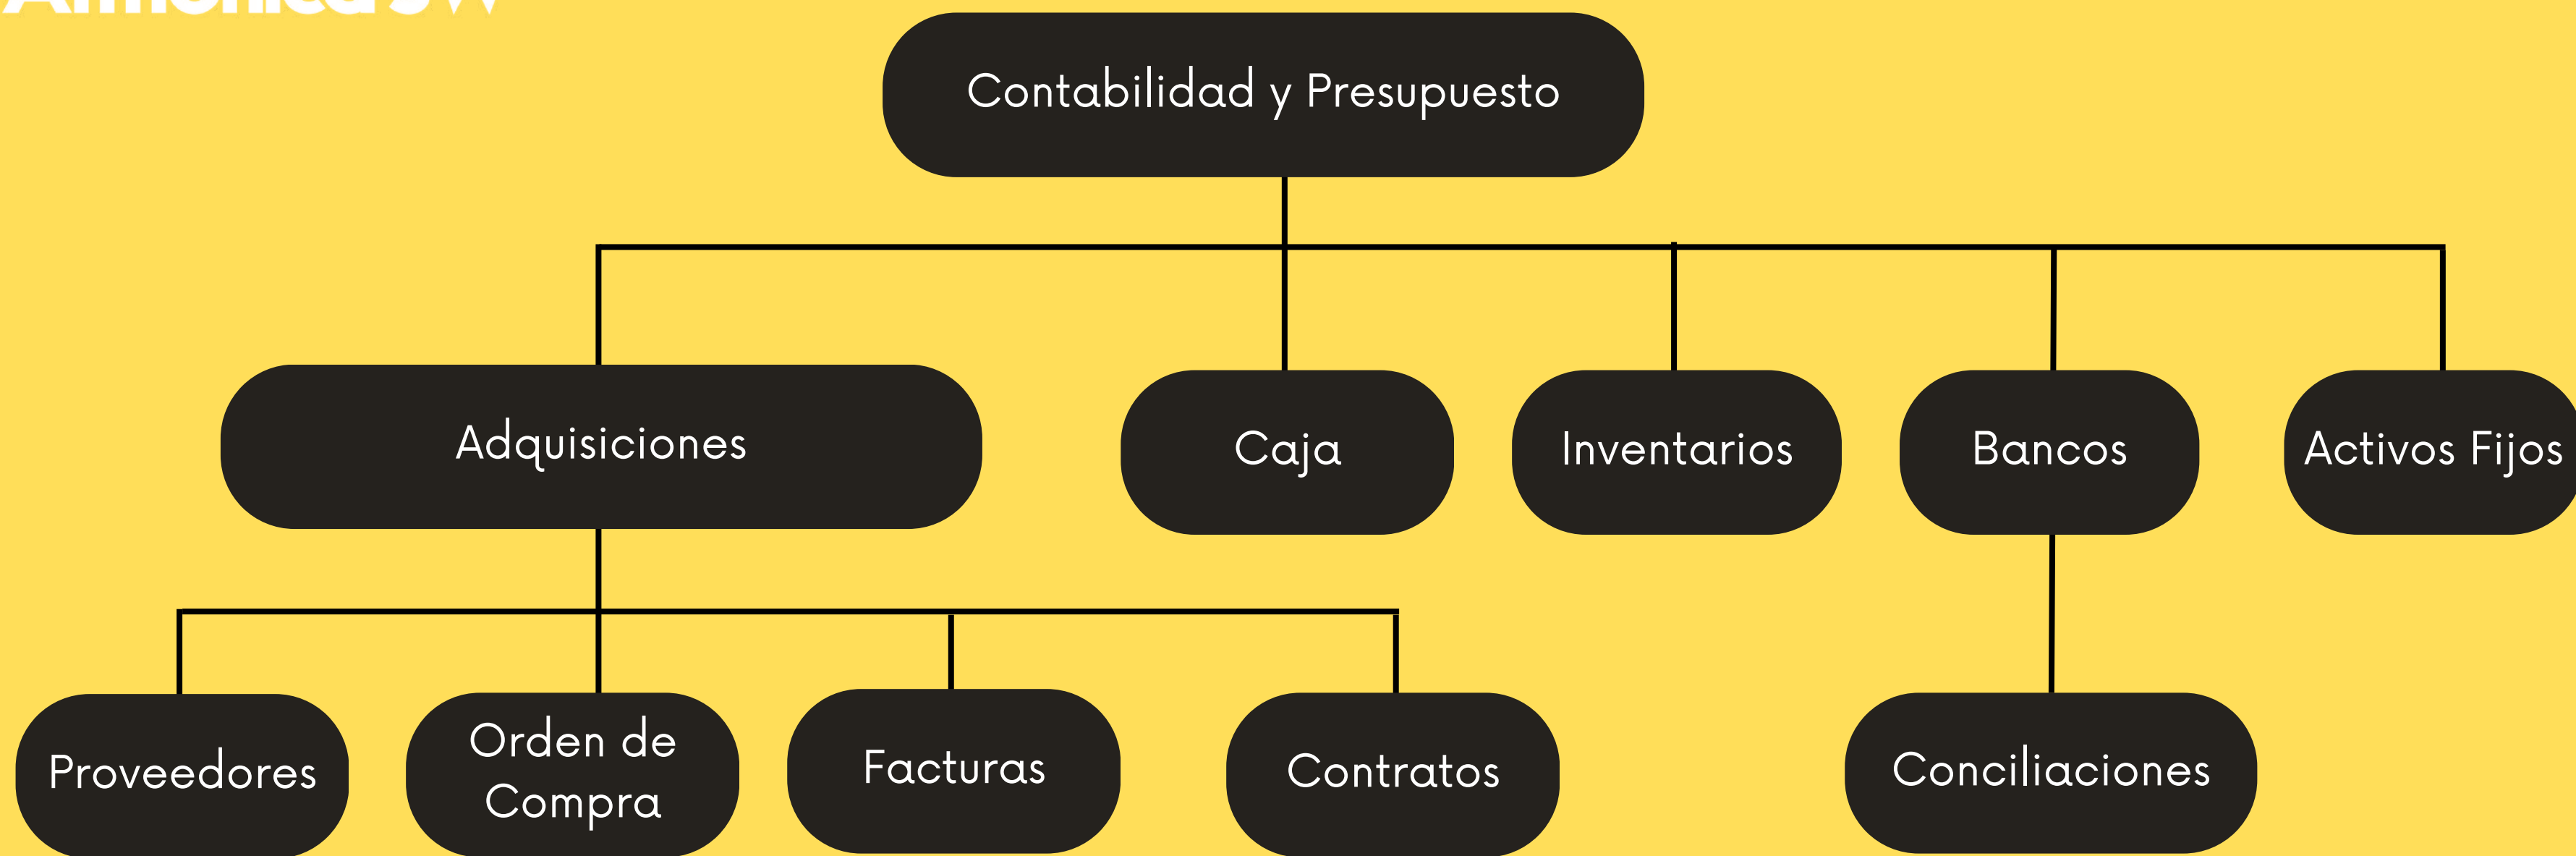 Contabilidad y Presupuesto
Adquisiciones
Caja
Inventarios
Bancos
Activos Fijos
Proveedores
Orden de
Compra
Facturas
Contratos
Conciliaciones